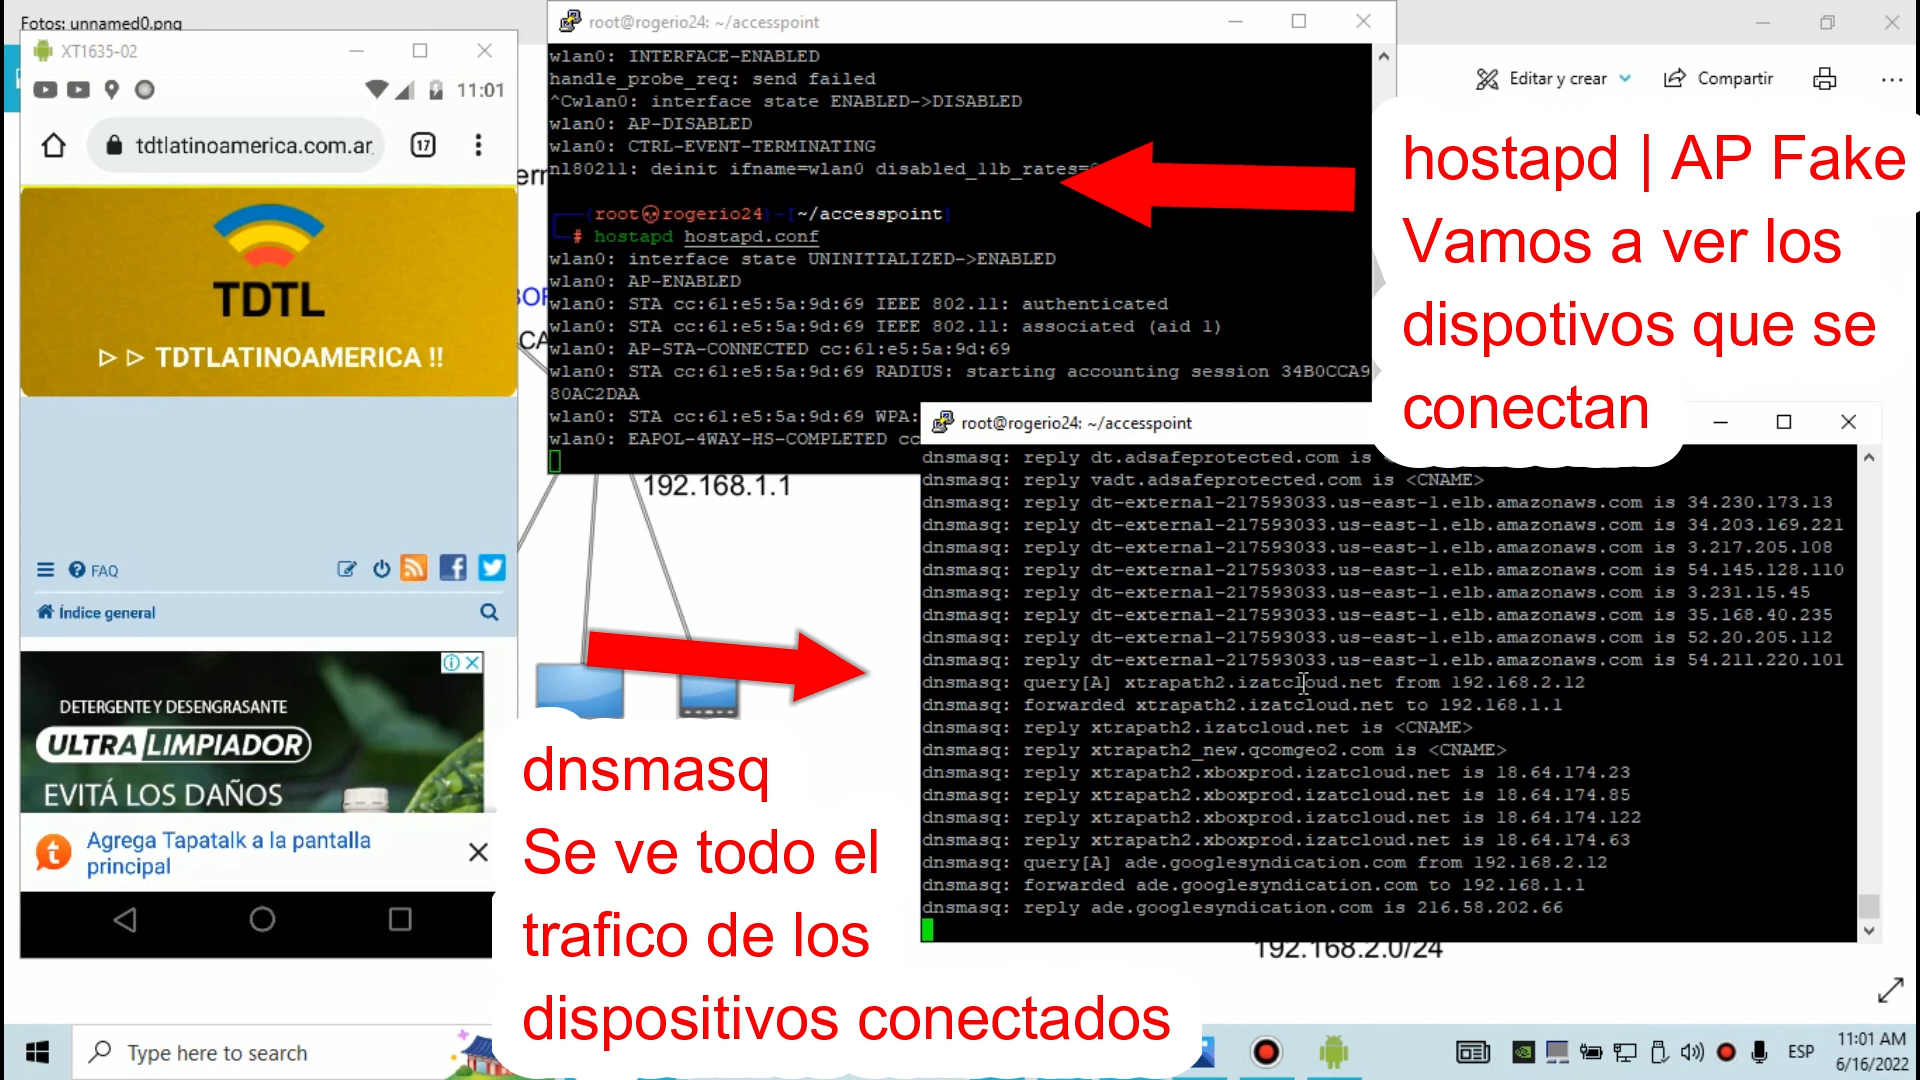 Fotos: unnamed0.png
XT1635-02
11:01
tdtlatinoamerica.com.ar
17
TDTL
▷ ▷ TDTLATINOAMERICA !!
FAQ
Índice general
DETERGENTE Y DESENGRASANTE
ULTRA LIMPIADOR
EVITÁ LOS DAÑOS
Agrega Tapatalk a la pantalla
principal
root@rogerio24: ~/accesspoint
wlan0: INTERFACE-ENABLED
handle_probe_req: send failed
^Cwlan0: interface state ENABLED->DISABLED
wlan0: AP-DISABLED
wlan0: CTRL-EVENT-TERMINATING
nl80211: deinit ifname=wlan0 disabled_11b_rates=
(root💀rogerio24)-[~/accesspoint]
# hostapd hostapd.conf
wlan0: interface state UNINITIALIZED->ENABLED
wlan0: AP-ENABLED
wlan0: STA cc:61:e5:5a:9d:69 IEEE 802.11: authenticated
wlan0: STA cc:61:e5:5a:9d:69 IEEE 802.11: associated (aid 1)
wlan0: AP-STA-CONNECTED cc:61:e5:5a:9d:69
wlan0: STA cc:61:e5:5a:9d:69 RADIUS: starting accounting session 34B0CCA9
80AC2DAA
wlan0: STA cc:61:e5:5a:9d:69 WPA:
wlan0: EAPOL-4WAY-HS-COMPLETED cc
192.168.1.1
Editar y crear
Compartir
hostapd | AP Fake
Vamos a ver los
dispotivos que se
conectan
root@rogerio24: ~/accesspoint
dnsmasq: reply dt.adsafeprotected.com is
dnsmasq: reply vadt.adsafeprotected.com is <CNAME>
dnsmasq: reply dt-external-217593033.us-east-1.elb.amazonaws.com is 34.230.173.13
dnsmasq: reply dt-external-217593033.us-east-1.elb.amazonaws.com is 34.203.169.221
dnsmasq: reply dt-external-217593033.us-east-1.elb.amazonaws.com is 3.217.205.108
dnsmasq: reply dt-external-217593033.us-east-1.elb.amazonaws.com is 54.145.128.110
dnsmasq: reply dt-external-217593033.us-east-1.elb.amazonaws.com is 3.231.15.45
dnsmasq: reply dt-external-217593033.us-east-1.elb.amazonaws.com is 35.168.40.235
dnsmasq: reply dt-external-217593033.us-east-1.elb.amazonaws.com is 52.20.205.112
dnsmasq: reply dt-external-217593033.us-east-1.elb.amazonaws.com is 54.211.220.101
dnsmasq: query[A] xtrapath2.izatcloud.net from 192.168.2.12
dnsmasq: forwarded xtrapath2.izatcloud.net to 192.168.1.1
dnsmasq: reply xtrapath2.izatcloud.net is <CNAME>
dnsmasq: reply xtrapath2_new.qcomgeo2.com is <CNAME>
dnsmasq: reply xtrapath2.xboxprod.izatcloud.net is 18.64.174.23
dnsmasq: reply xtrapath2.xboxprod.izatcloud.net is 18.64.174.85
dnsmasq: reply xtrapath2.xboxprod.izatcloud.net is 18.64.174.122
dnsmasq: reply xtrapath2.xboxprod.izatcloud.net is 18.64.174.63
dnsmasq: query[A] ade.googlesyndication.com from 192.168.2.12
dnsmasq: forwarded ade.googlesyndication.com to 192.168.1.1
dnsmasq: reply ade.googlesyndication.com is 216.58.202.66
192.168.2.0/24
dnsmasq
Se ve todo el
trafico de los
dispositivos conectados
Type here to search
ESP
11:01 AM
6/16/2022